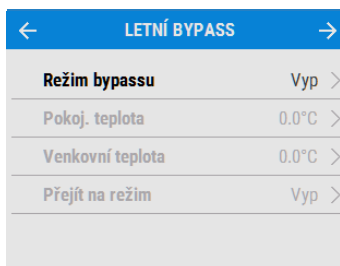 LETNÍ BYPASS
Režim bypassu Vyp
Pokoj. teplota 0.0°C
Venkovní teplota 0.0°C
Přejít na režim Vyp